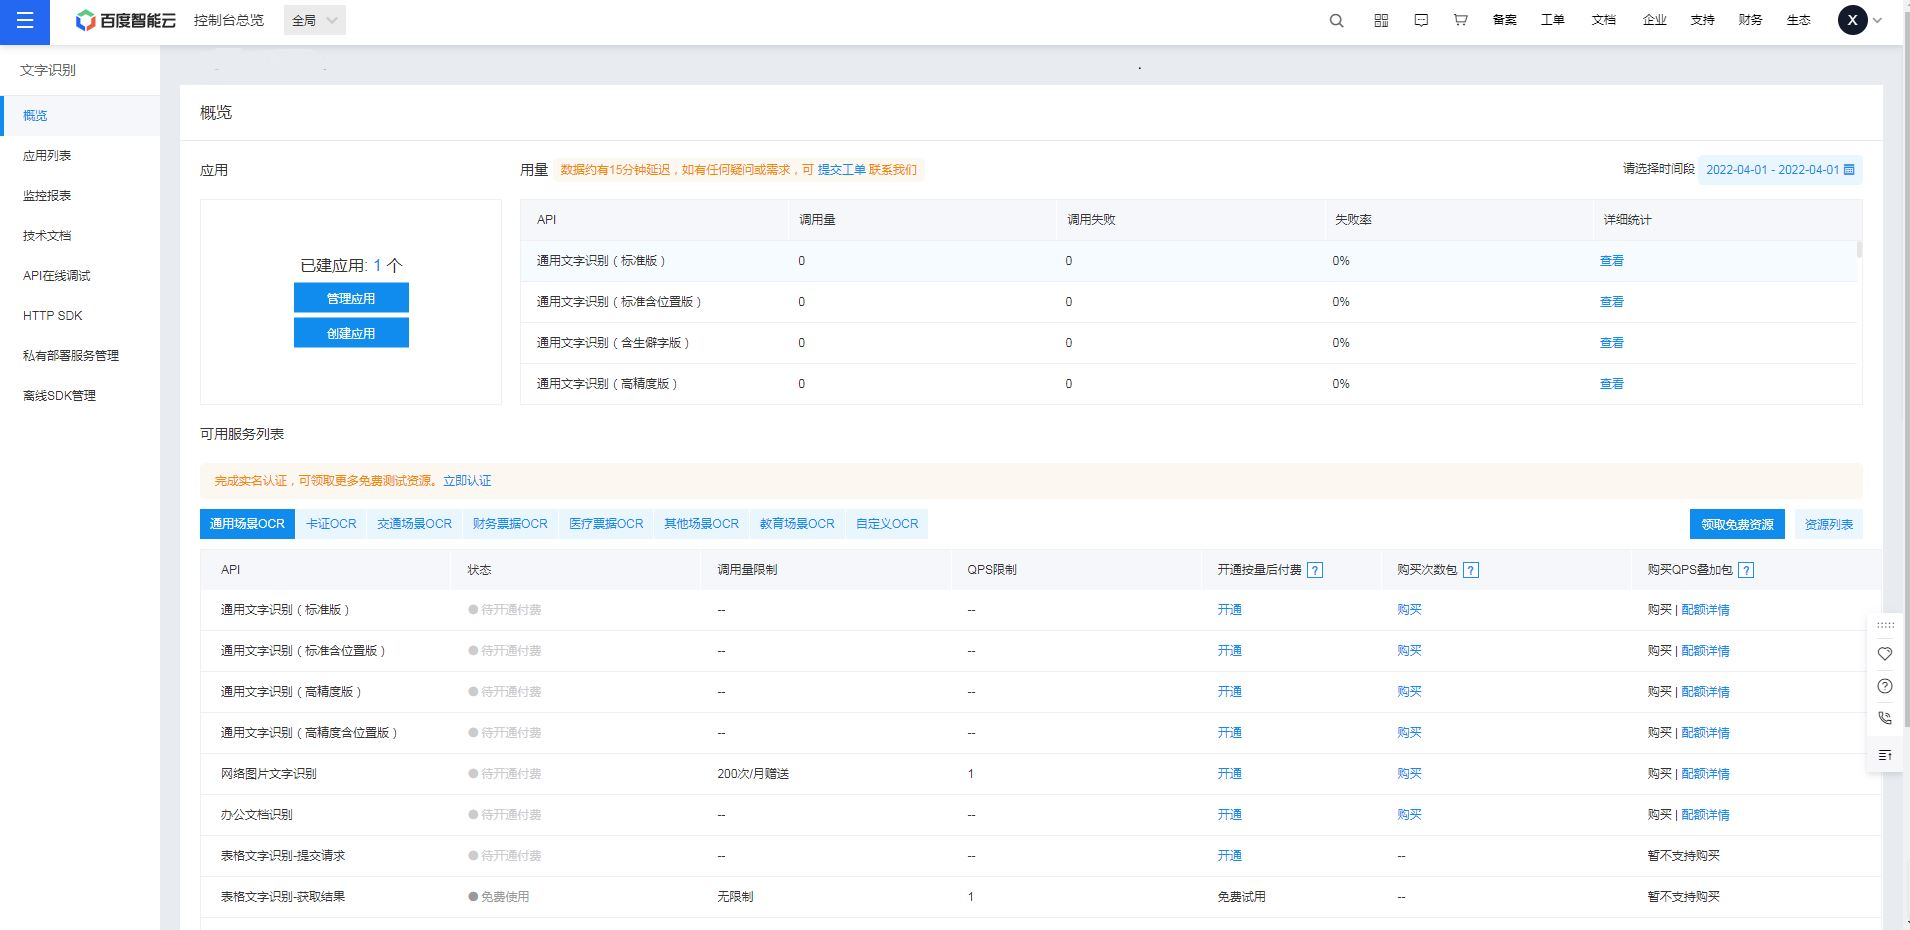 百度智能云 控制台总览 全局 备案 工单 文档 企业 支持 财务 生态 X
文字识别
概览
应用列表
监控报表
技术文档
API在线调试
HTTP SDK
私有部署服务管理
离线SDK管理
概览
应用
已建应用: 1 个
管理应用
创建应用
用量 数据约有15分钟延迟，如有任何疑问或需求，可 提交工单 联系我们 请选择时间段 2022-04-01 - 2022-04-01
API 调用量 调用失败 失败率 详细统计
通用文字识别（标准版） 0 0 0% 查看
通用文字识别（标准含位置版） 0 0 0% 查看
通用文字识别（含生僻字版） 0 0 0% 查看
通用文字识别（高精度版） 0 0 0% 查看
可用服务列表
完成实名认证，可领取更多免费测试资源。立即认证
通用场景OCR 卡证OCR 交通场景OCR 财务票据OCR 医疗票据OCR 其他场景OCR 教育场景OCR 自定义OCR 领取免费资源 资源列表
API 状态 调用量限制 QPS限制 开通按量后付费 ? 购买次数包 ? 购买QPS叠加包 ?
通用文字识别（标准版） 待开通付费 -- -- 开通 购买 购买 | 配额详情
通用文字识别（标准含位置版） 待开通付费 -- -- 开通 购买 购买 | 配额详情
通用文字识别（高精度版） 待开通付费 -- -- 开通 购买 购买 | 配额详情
通用文字识别（高精度含位置版） 待开通付费 -- -- 开通 购买 购买 | 配额详情
网络图片文字识别 待开通付费 200次/月赠送 1 开通 购买 购买 | 配额详情
办公文档识别 待开通付费 -- -- 开通 购买 购买 | 配额详情
表格文字识别-提交请求 待开通付费 -- -- 开通 -- 暂不支持购买
表格文字识别-获取结果 免费使用 无限制 1 免费试用 -- 暂不支持购买